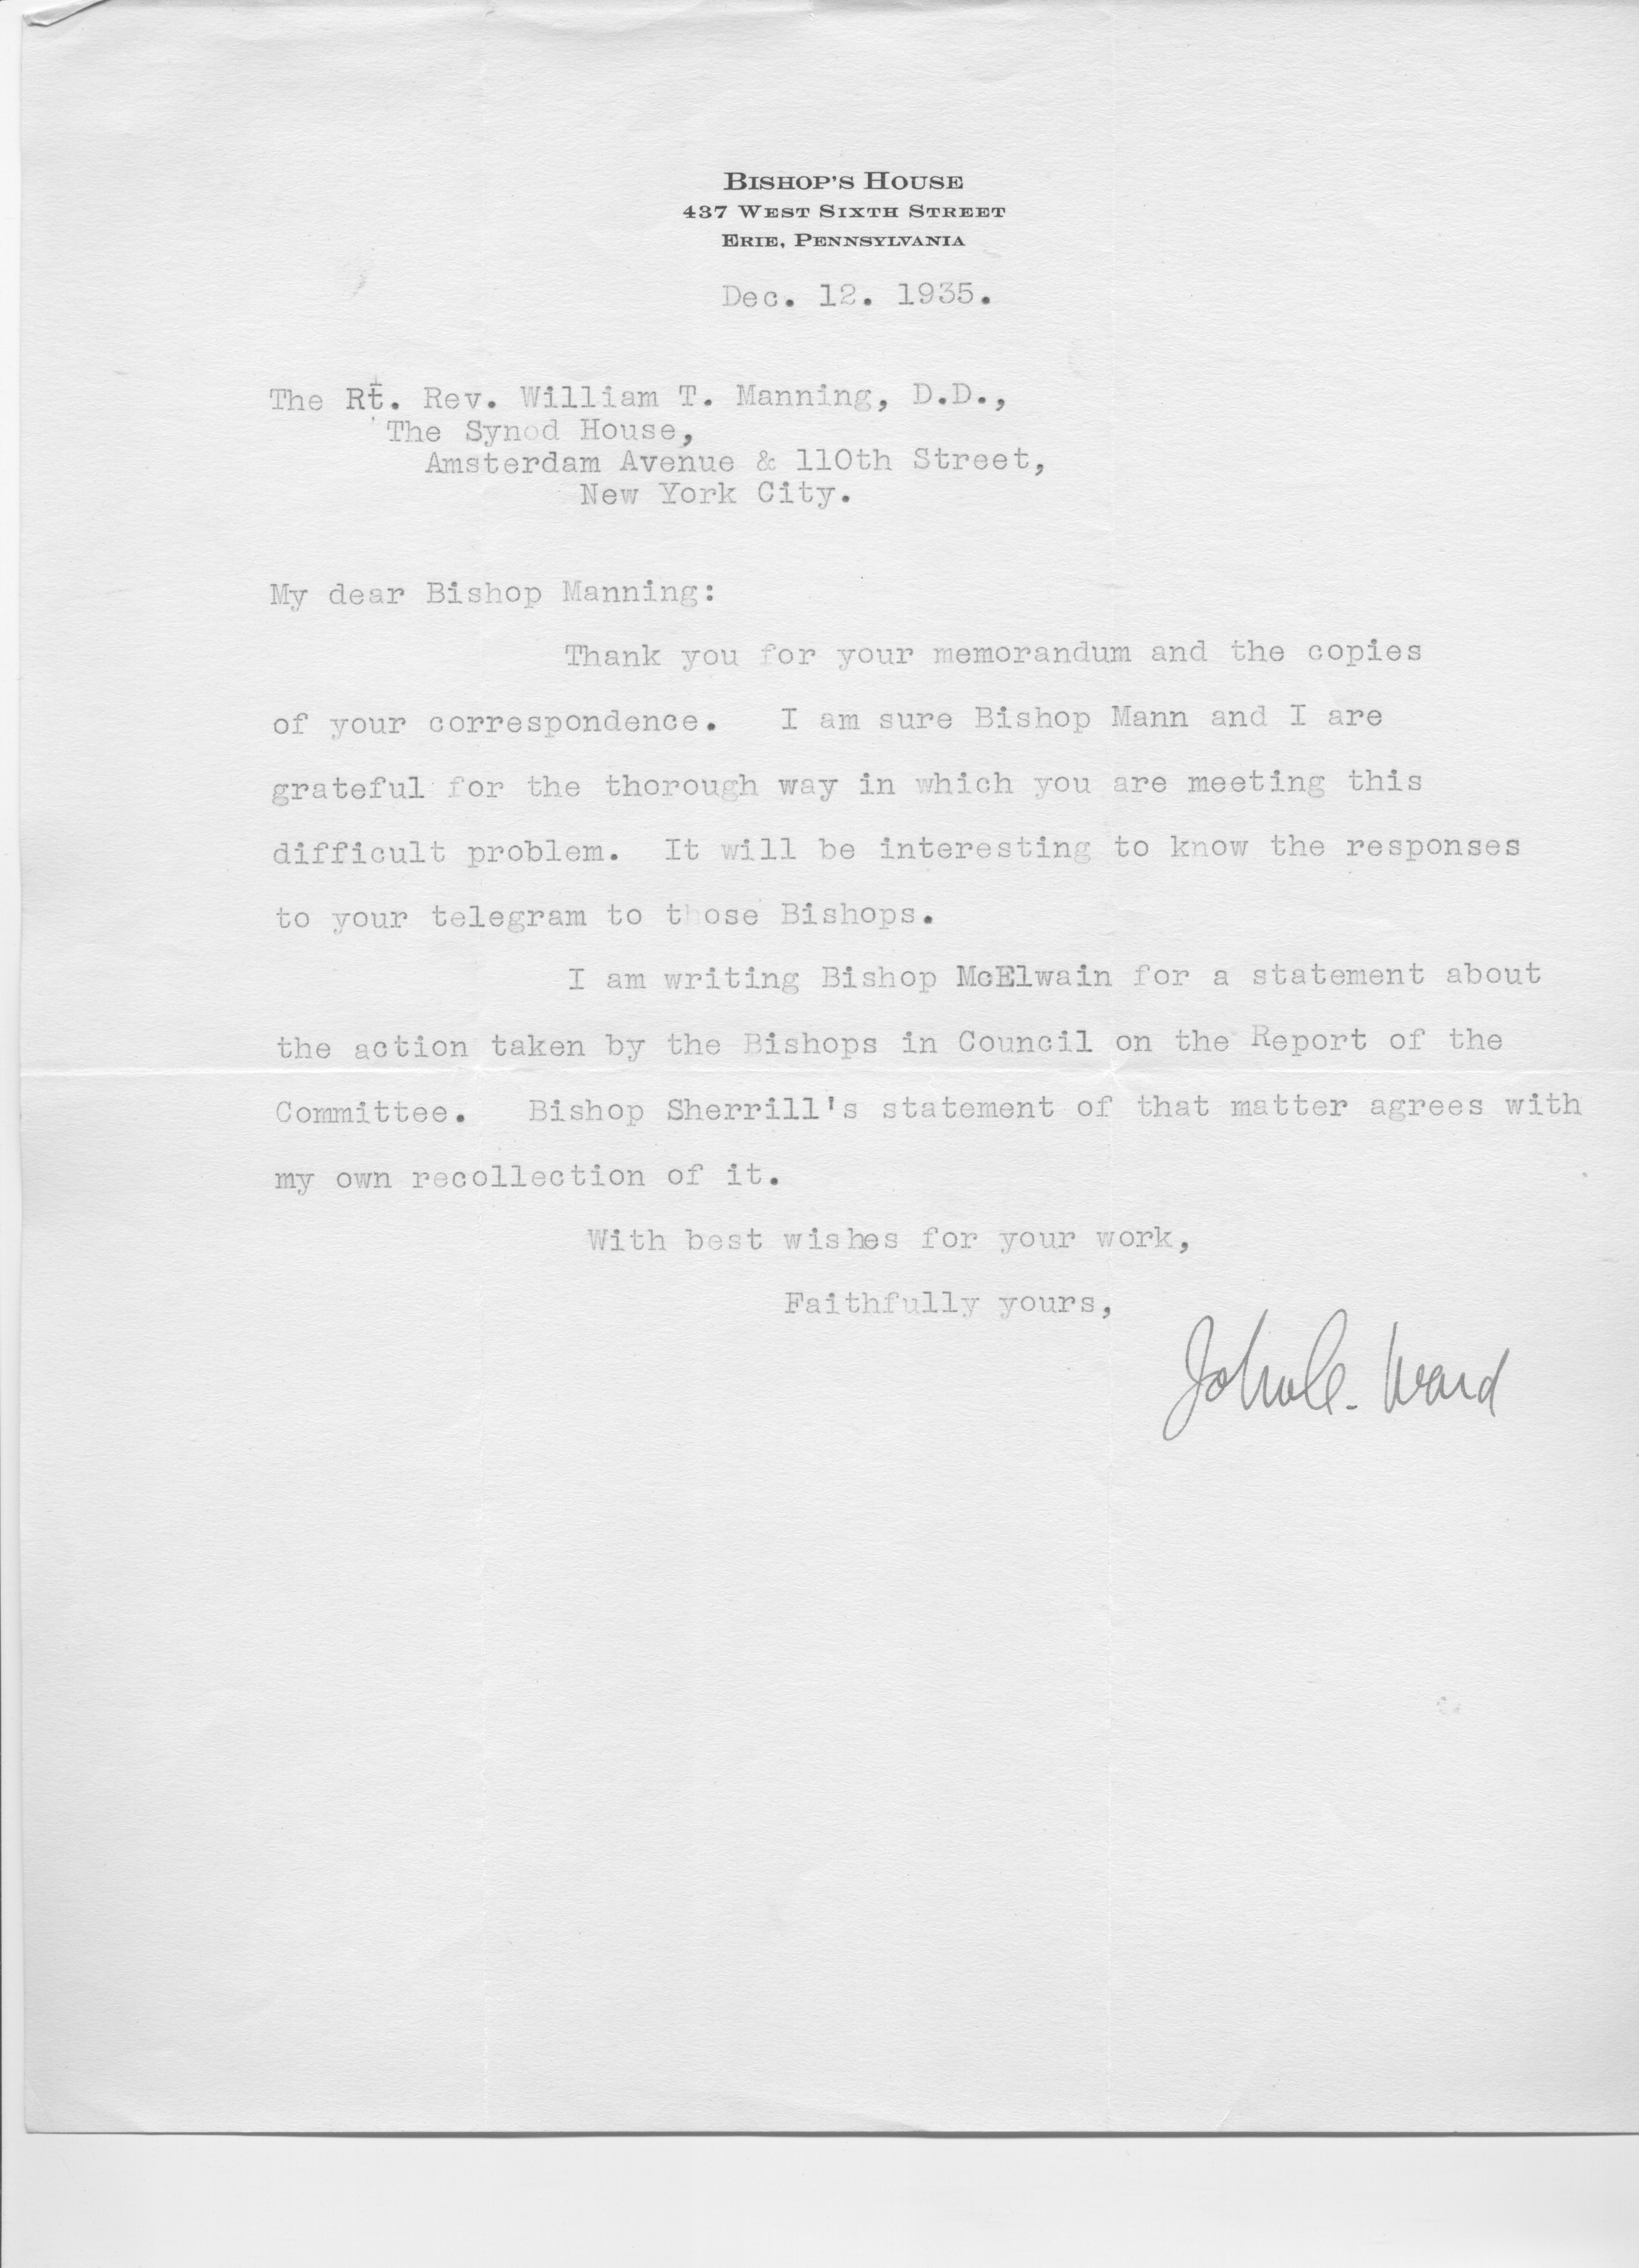 BISHOP'S HOUSE
437 WEST SIXTH STREET
ERIE, PENNSYLVANIA
Dec. 12. 1935.
The Rt. Rev. William T. Manning, D.D.,
The Synod House,
Amsterdam Avenue & 110th Street,
New York City.
My dear Bishop Manning:
Thank you for your memorandum and the copies
of your correspondence. I am sure Bishop Mann and I are
grateful for the thorough way in which you are meeting this
difficult problem. It will be interesting to know the responses
to your telegram to those Bishops.
I am writing Bishop McElwain for a statement about
the action taken by the Bishops in Council on the Report of the
Committee. Bishop Sherrill's statement of that matter agrees with
my own recollection of it.
With best wishes for your work,
Faithfully yours,
John C. Ward